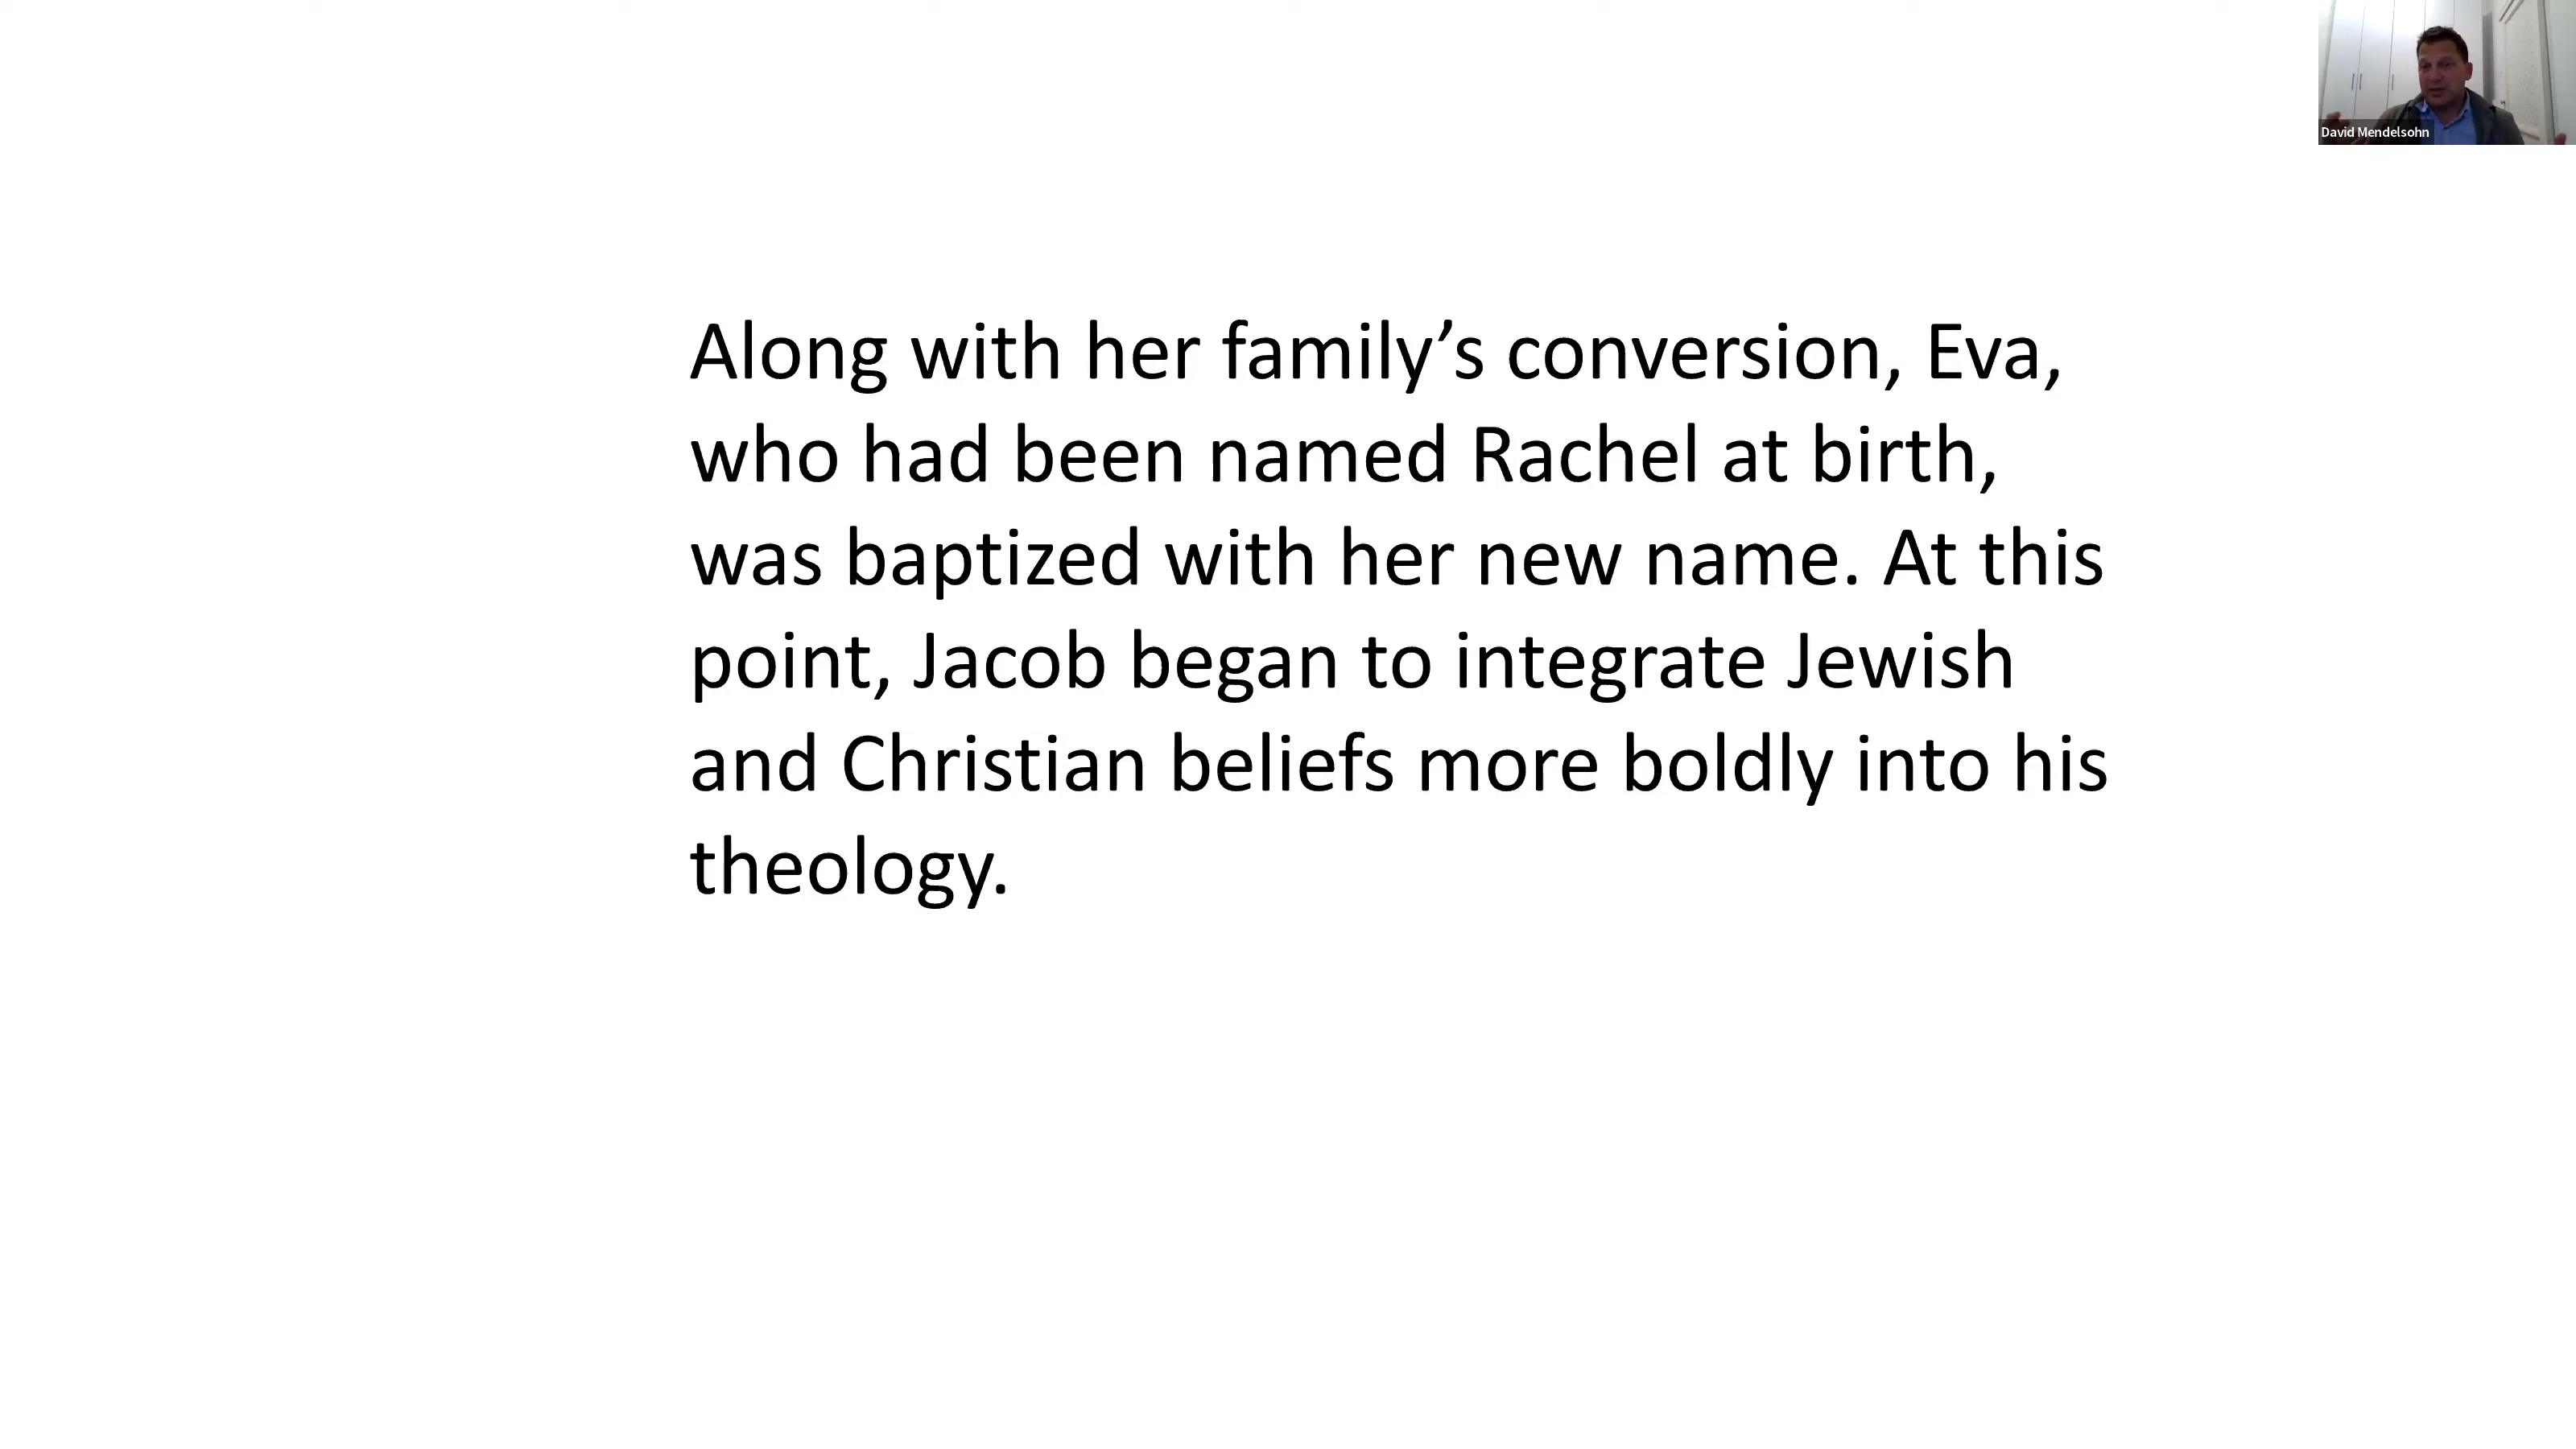 David Mendelsohn
Along with her family’s conversion, Eva,
who had been named Rachel at birth,
was baptized with her new name. At this
point, Jacob began to integrate Jewish
and Christian beliefs more boldly into his
theology.